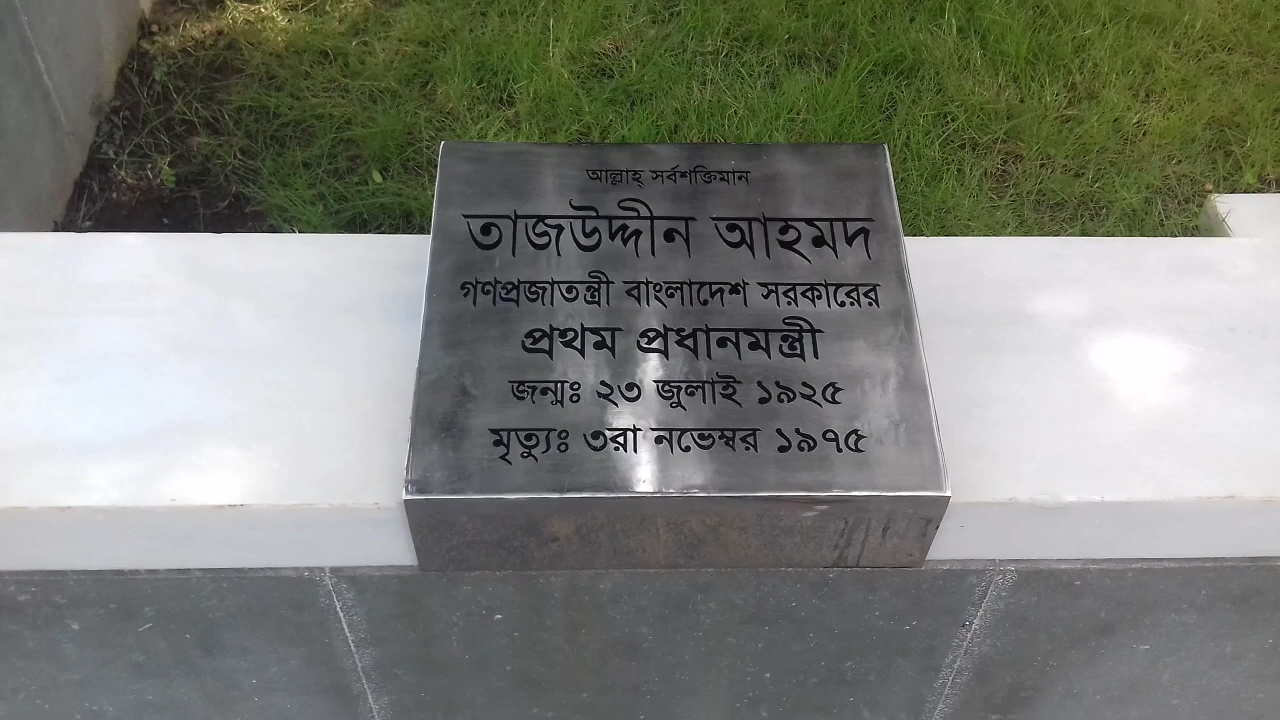 আল্লাহ্ সর্বশক্তিমান
তাজউদ্দীন আহমদ
গণপ্রজাতন্ত্রী বাংলাদেশ সরকারের
প্রথম প্রধানমন্ত্রী
জন্মঃ ২৩ জুলাই ১৯২৫
মৃত্যুঃ ৩রা নভেম্বর ১৯৭৫